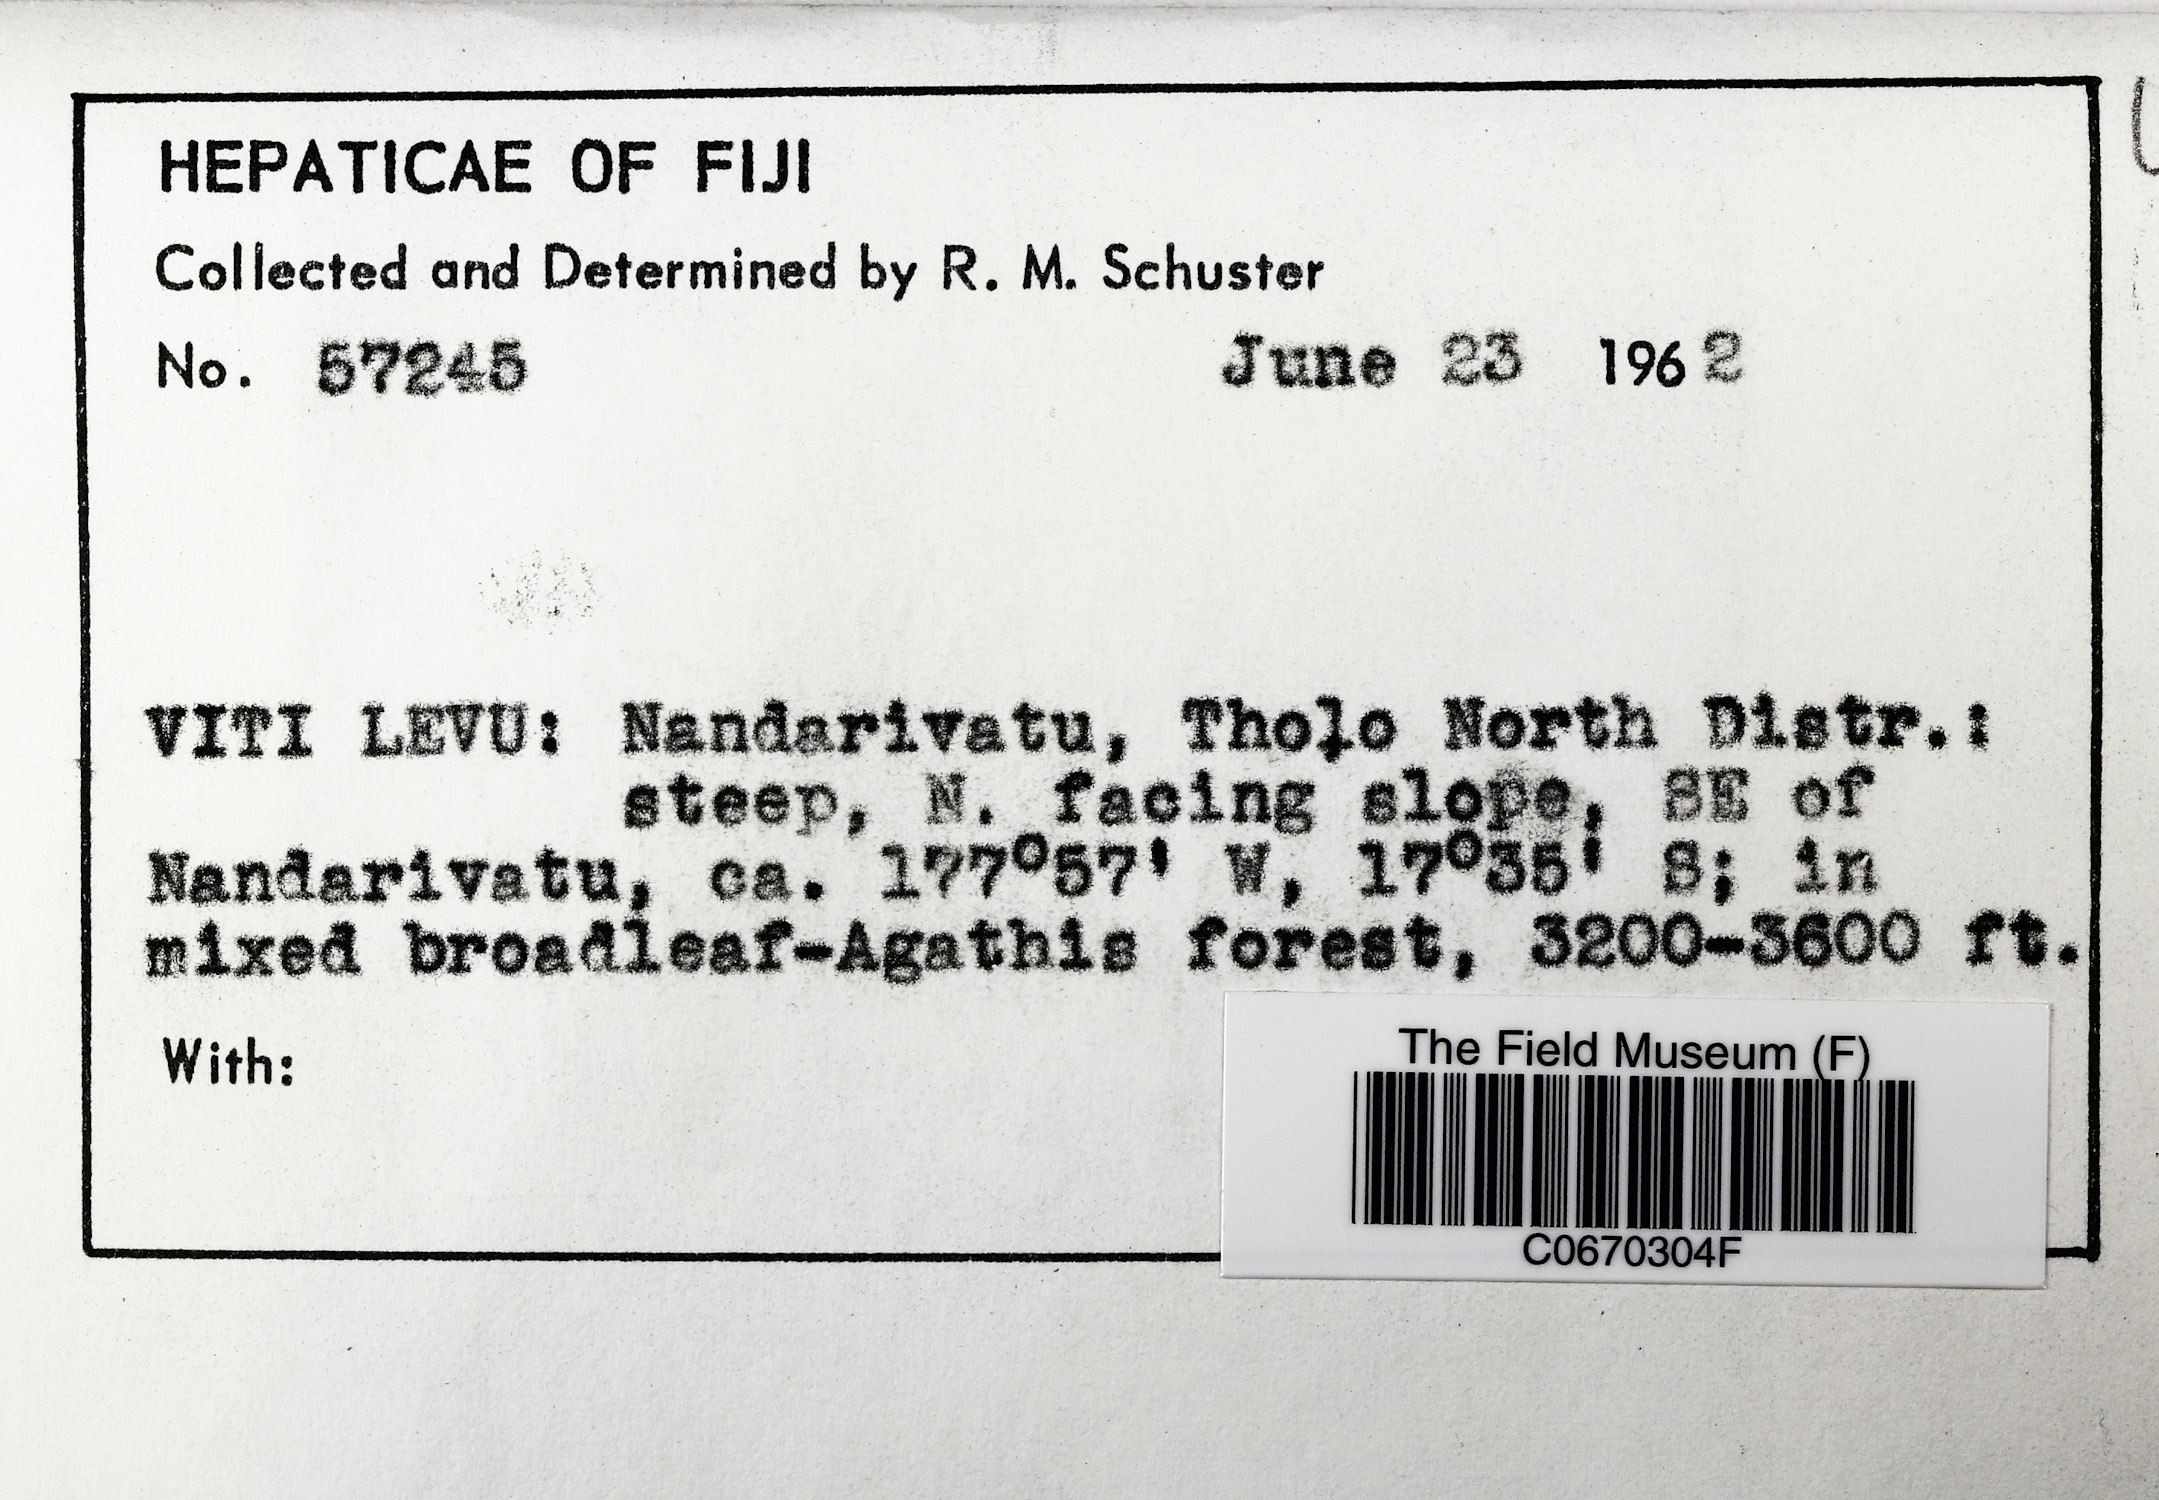 HEPATICAE OF FIJI
Collected and Determined by R. M. Schuster
No. 57245 June 23 1962
VITI LEVU: Nandarivatu, Tholo North Distr.:
steep, N. facing slope, SE of
Nandarivatu, ca. 177°57' W, 17°35' S; in
mixed broadleaf-Agathis forest, 3200-3600 ft.
With:
The Field Museum (F)
C0670304F